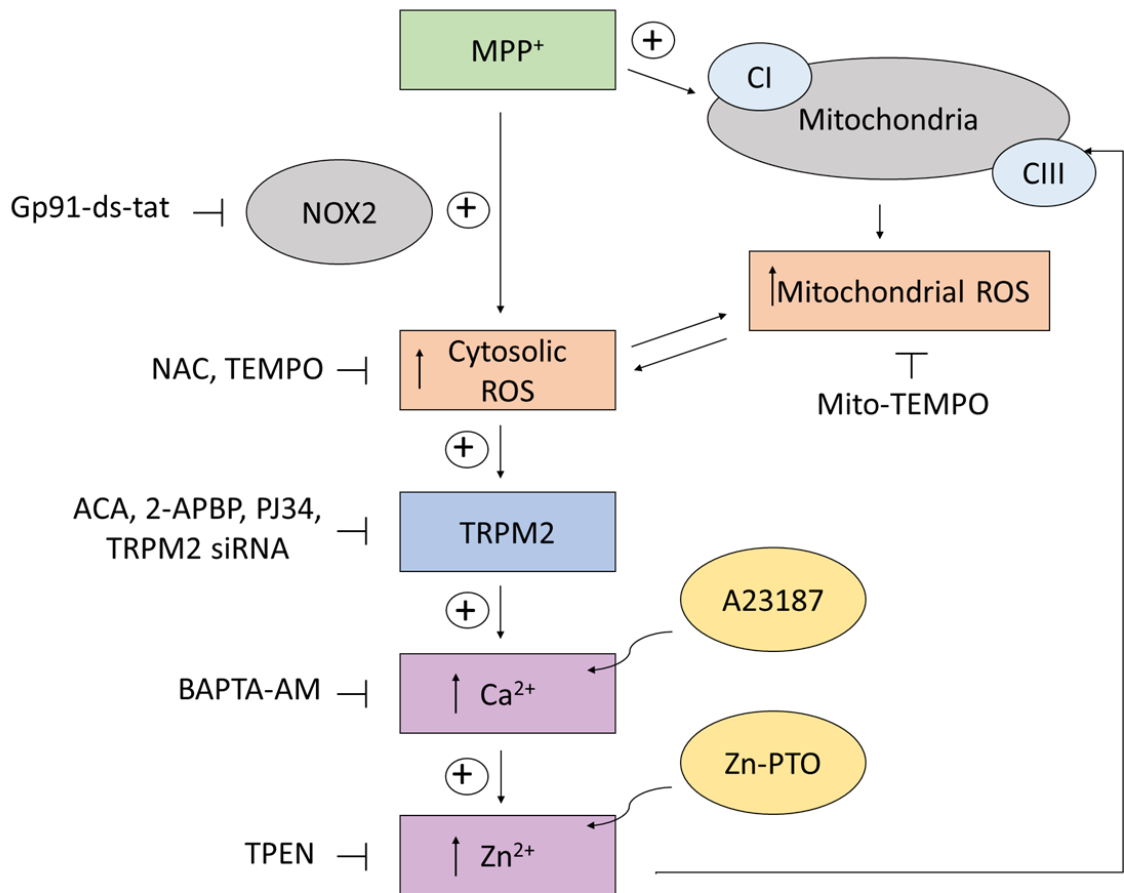 MPP⁺
+
CI
Mitochondria
CIII
Gp91-ds-tat
NOX2
+
Mitochondrial ROS
NAC, TEMPO
Cytosolic
ROS
Mito-TEMPO
+
ACA, 2-APBP, PJ34,
TRPM2 siRNA
TRPM2
+
A23187
BAPTA-AM
Ca²⁺
+
Zn-PTO
TPEN
Zn²⁺